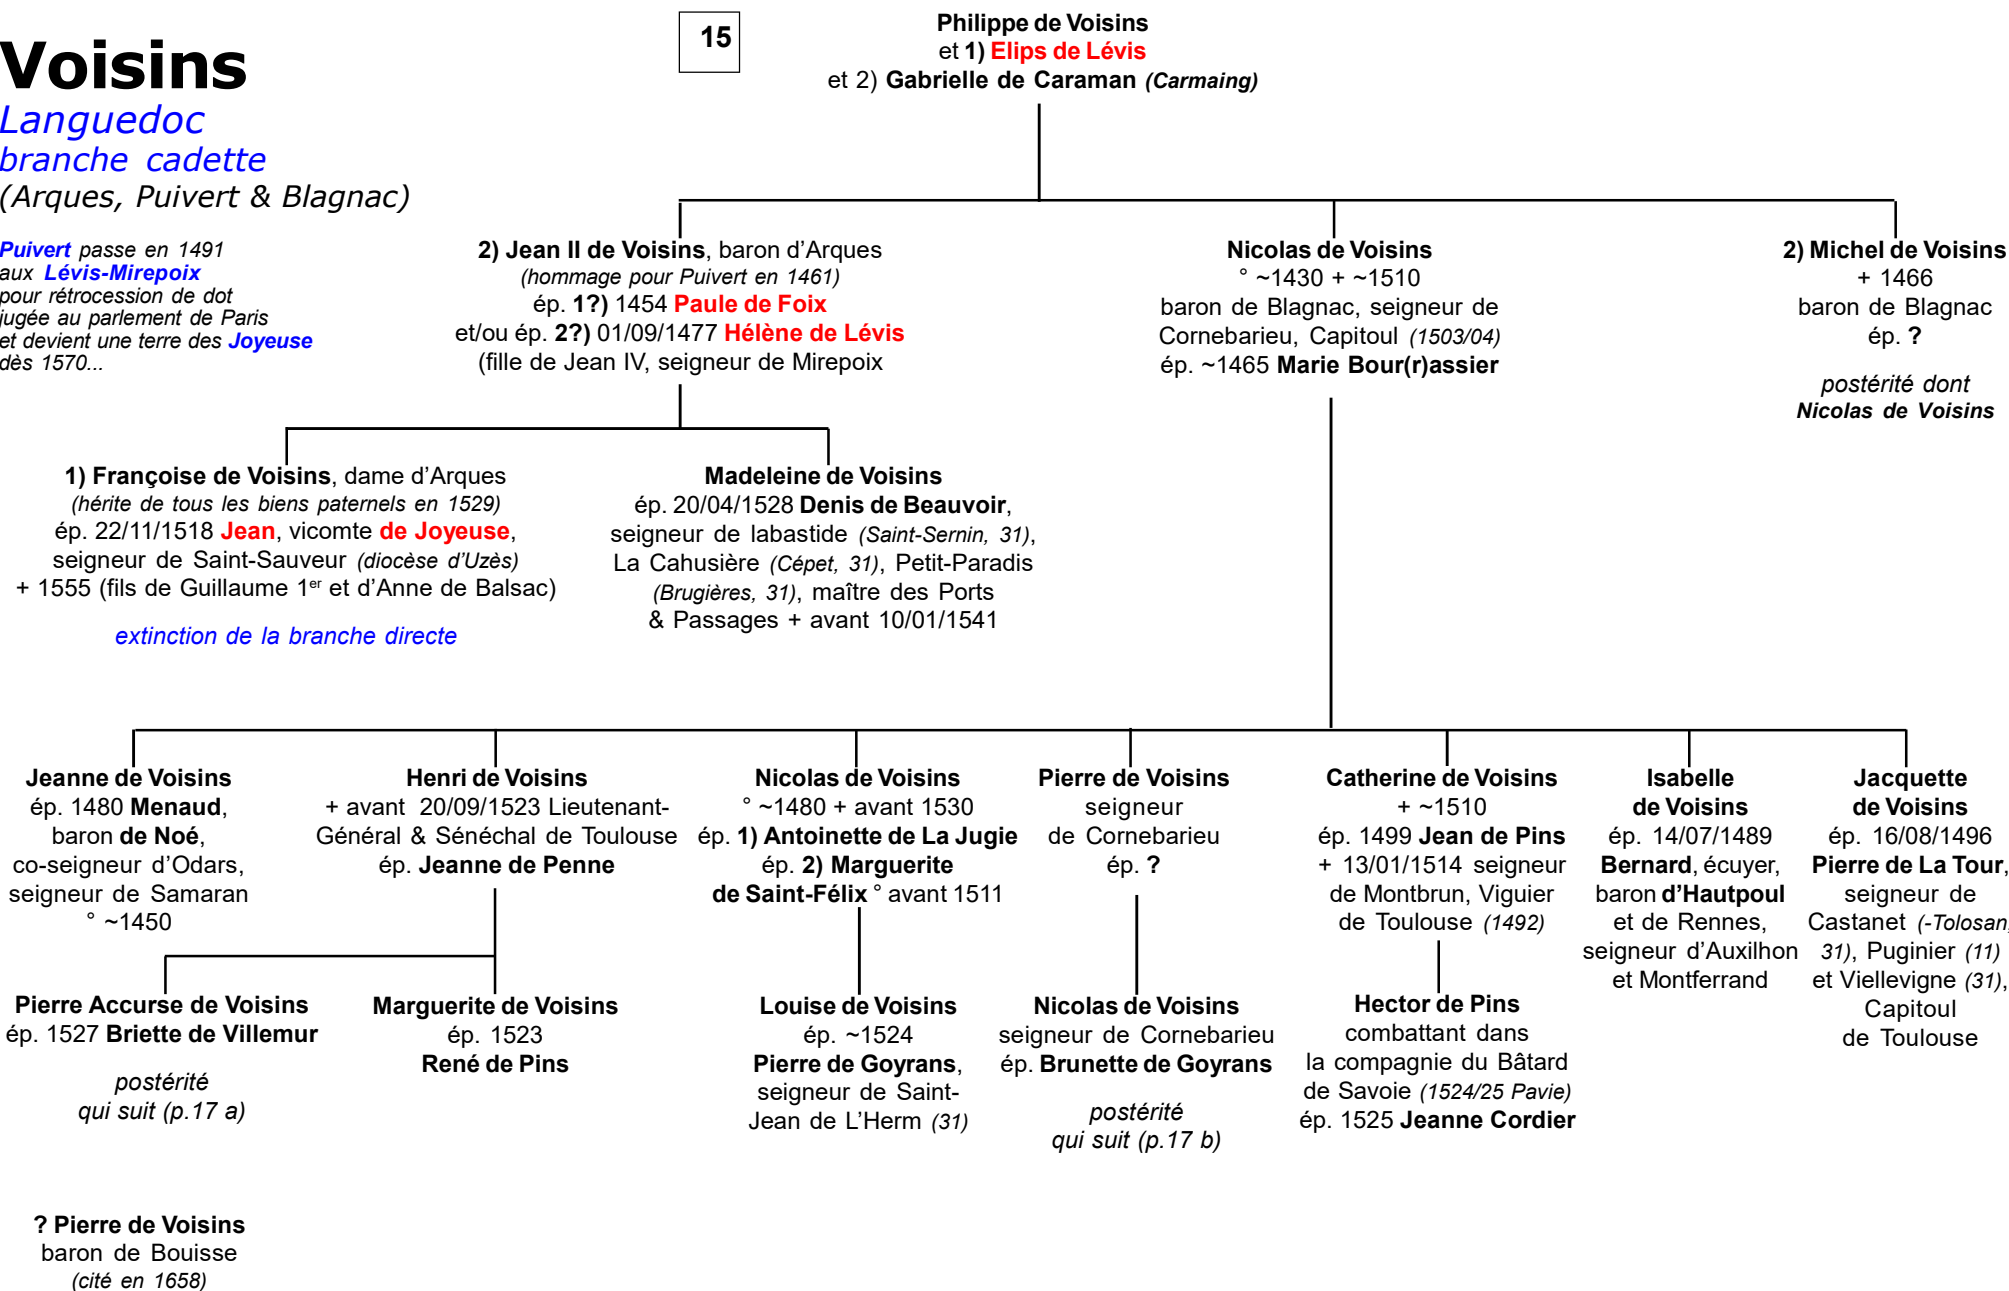 Voisins
Languedoc
branche cadette
(Arques, Puivert & Blagnac)
Puivert passe en 1491
aux Lévis-Mirepoix
pour rétrocession de dot
jugée au parlement de Paris
et devient une terre des Joyeuse
dès 1570...
15
Philippe de Voisins
et 1) Elips de Lévis
et 2) Gabrielle de Caraman (Carmaing)
2) Jean II de Voisins, baron d’Arques
(hommage pour Puivert en 1461)
ép. 1?) 1454 Paule de Foix
et/ou ép. 2?) 01/09/1477 Hélène de Lévis
(fille de Jean IV, seigneur de Mirepoix
Nicolas de Voisins
° ~1430 + ~1510
baron de Blagnac, seigneur de
Cornebarieu, Capitoul (1503/04)
ép. ~1465 Marie Bour(r)assier
2) Michel de Voisins
+ 1466
baron de Blagnac
ép. ?
postérité dont
Nicolas de Voisins
1) Françoise de Voisins, dame d’Arques
(hérite de tous les biens paternels en 1529)
ép. 22/11/1518 Jean, vicomte de Joyeuse,
seigneur de Saint-Sauveur (diocèse d’Uzès)
+ 1555 (fils de Guillaume 1er et d’Anne de Balsac)
extinction de la branche directe
Madeleine de Voisins
ép. 20/04/1528 Denis de Beauvoir,
seigneur de labastide (Saint-Sernin, 31),
La Cahusière (Cépet, 31), Petit-Paradis
(Brugières, 31), maître des Ports
& Passages + avant 10/01/1541
Jeanne de Voisins
ép. 1480 Menaud,
baron de Noé,
co-seigneur d’Odars,
seigneur de Samaran
° ~1450
Henri de Voisins
+ avant 20/09/1523 Lieutenant-
Général & Sénéchal de Toulouse
ép. Jeanne de Penne
Nicolas de Voisins
° ~1480 + avant 1530
ép. 1) Antoinette de La Jugie
ép. 2) Marguerite
de Saint-Félix ° avant 1511
Pierre de Voisins
seigneur
de Cornebarieu
ép. ?
Catherine de Voisins
+ ~1510
ép. 1499 Jean de Pins
+ 13/01/1514 seigneur
de Montbrun, Viguier
de Toulouse (1492)
Isabelle
de Voisins
ép. 14/07/1489
Bernard, écuyer,
baron d’Hautpoul
et de Rennes,
seigneur d’Auxilhon
et Montferrand
Jacquette
de Voisins
ép. 16/08/1496
Pierre de La Tour,
seigneur de
Castanet (-Tolosan,
31), Puginier (11)
et Viellevigne (31),
Capitoul
de Toulouse
Pierre Accurse de Voisins
ép. 1527 Briette de Villemur
postérité
qui suit (p.17 a)
Marguerite de Voisins
ép. 1523
René de Pins
Louise de Voisins
ép. ~1524
Pierre de Goyrans,
seigneur de Saint-
Jean de L’Herm (31)
Nicolas de Voisins
seigneur de Cornebarieu
ép. Brunette de Goyrans
postérité
qui suit (p.17 b)
Hector de Pins
combattant dans
la compagnie du Bâtard
de Savoie (1524/25 Pavie)
ép. 1525 Jeanne Cordier
? Pierre de Voisins
baron de Bouisse
(cité en 1658)